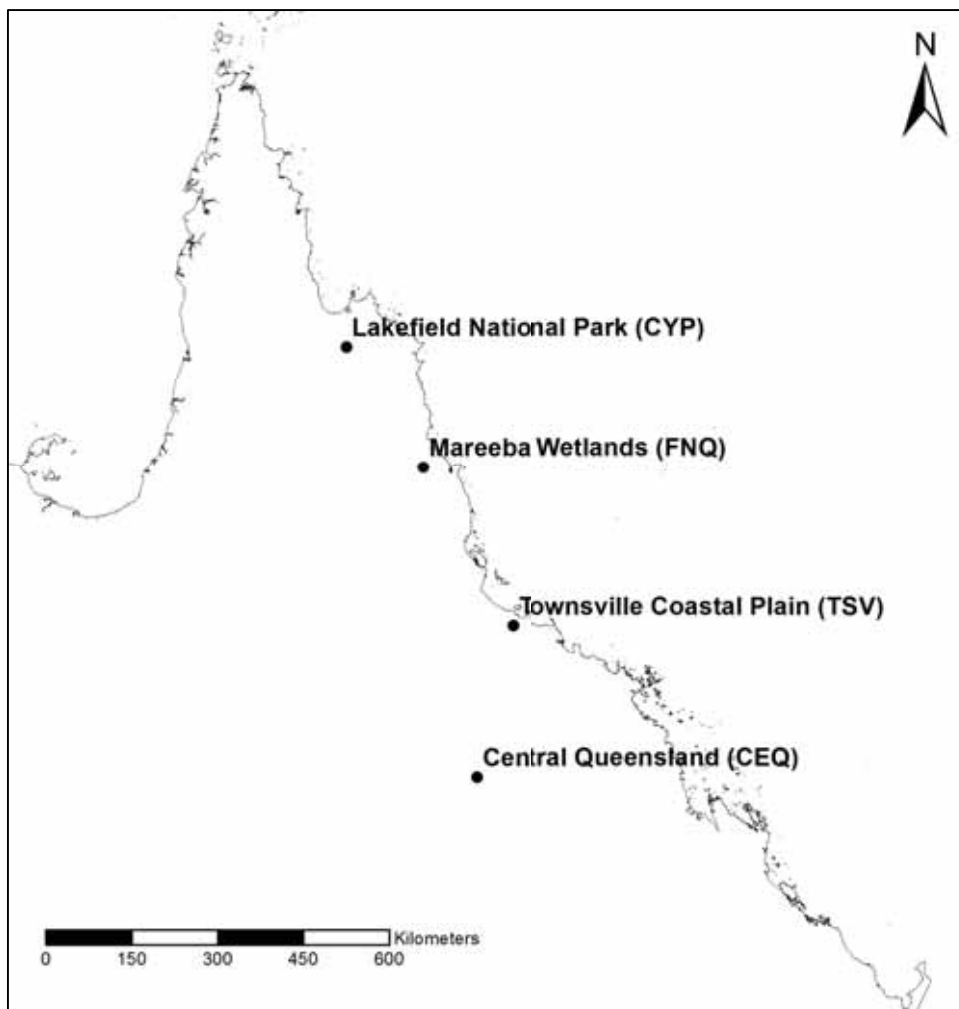 N
Lakefield National Park (CYP)
Mareeba Wetlands (FNQ)
Townsville Coastal Plain (TSV)
Central Queensland (CEQ)
Kilometers
0 150 300 450 600